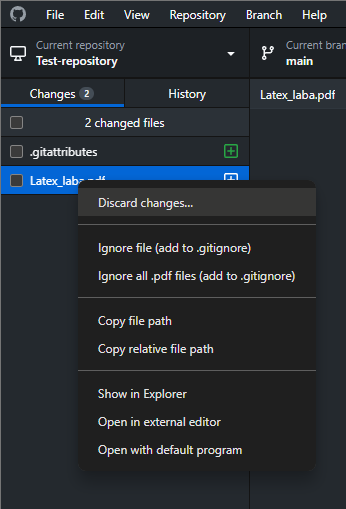 File Edit View Repository Branch Help
Current repository
Test-repository
Current bran
main
Changes 2 History
Latex_laba.pdf
2 changed files
.gitattributes
Latex_laba.pdf
Discard changes...
Ignore file (add to .gitignore)
Ignore all .pdf files (add to .gitignore)
Copy file path
Copy relative file path
Show in Explorer
Open in external editor
Open with default program